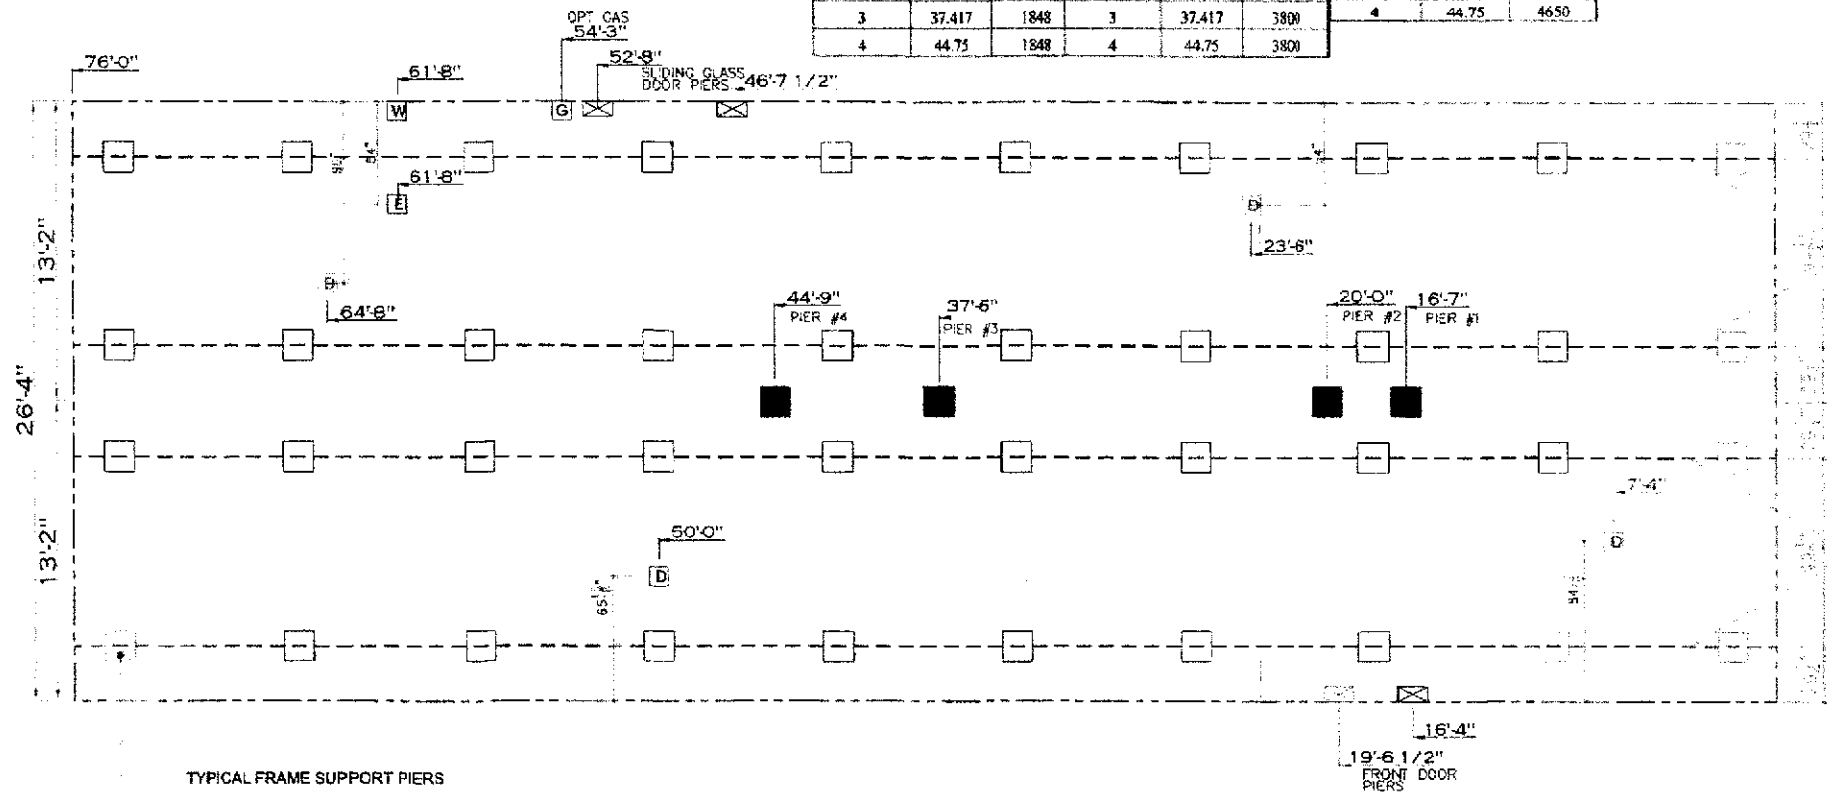 3 37.417 1848 3 37.417 3800
4 44.75 4650
4 44.75 1848 4 44.75 3800
OPT GAS
54'-3"
76'-0"
61'-8"
52'-8"
SLIDING GLASS
DOOR PIERS
46'-7 1/2"
W
G
84"
61'-8"
E
D
23'-6"
13'-2"
D
64'-8"
44'-9"
PIER #4
37'-6"
PIER #3
20'-0"
PIER #2
16'-7"
PIER #1
26'-4"
7'-4"
50'-0"
D
D
13'-2"
16'-4"
19'-6 1/2"
FRONT DOOR
PIERS
TYPICAL FRAME SUPPORT PIERS